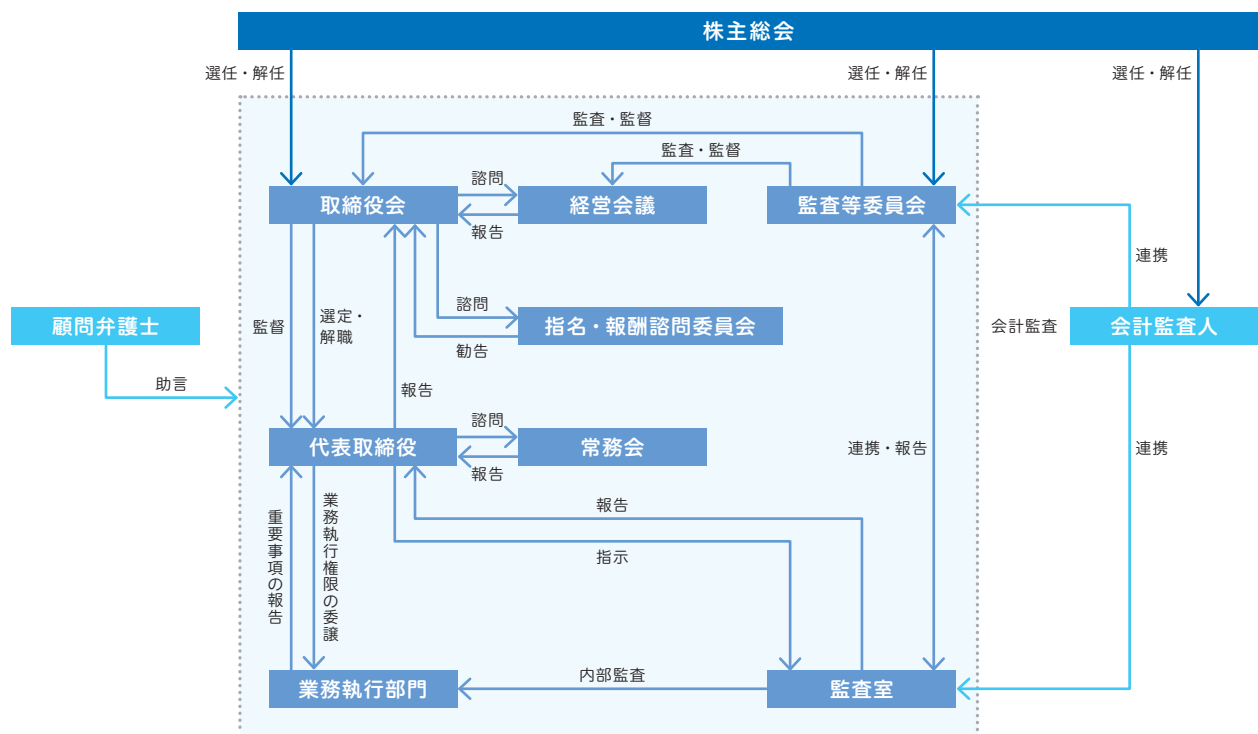 株主総会
選任・解任
選任・解任
選任・解任
監査・監督
監査・監督
取締役会
諮問
報告
経営会議
監査等委員会
連携
顧問弁護士
助言
監督
選定・
解職
諮問
勧告
指名・報酬諮問委員会
会計監査
会計監査人
報告
代表取締役
諮問
報告
常務会
連携・報告
連携
重要事項の報告
業務執行権限の委譲
報告
指示
業務執行部門
内部監査
監査室